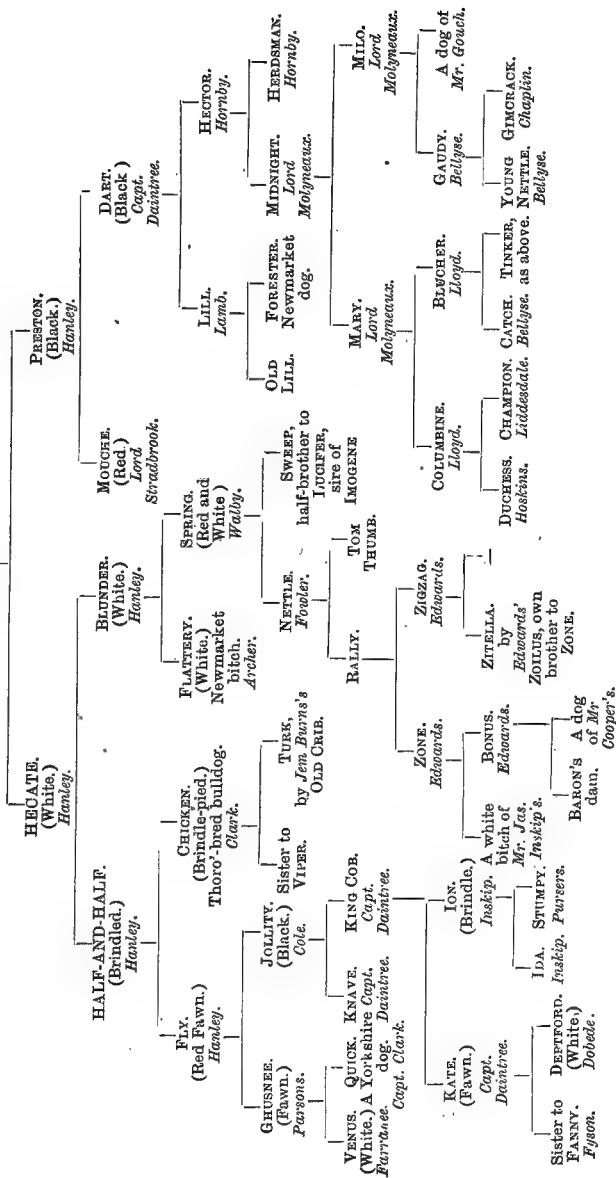 HECATE.
(White.)
Hanley.
PRESTON.
(Black.)
Hanley.
HALF-AND-HALF.
(Brindled.)
Hanley.
BLUNDER.
(White.)
Hanley.
MOUCHE.
(Red.)
Lord
Stradbrook.
DART.
(Black)
Capt.
Daintree.
FLY.
(Red Fawn.)
Hanley.
CHICKEN.
(Brindle-pied.)
Thoro'-bred bulldog.
Clark.
FLATTERY.
(White.)
Newmarket
bitch.
Archer.
SPRING.
(Red and
White)
Walby.
LILL.
Lamb.
HECTOR.
Hornby.
GHUSNEE.
(Fawn.)
Parsons.
JOLLITY.
(Black.)
Cole.
Sister to
VIPER.
TURK,
by Jem Burns's
OLD CRIB.
NETTLE.
Fowler.
SWEEP,
half-brother to
LUCIFER,
sire of
IMOGENE
OLD
LILL.
FORESTER.
Newmarket
dog.
MIDNIGHT.
Lord
Molyneaux.
HERDSMAN.
Hornby.
VENUS.
(White.)
Farrance.
QUICK.
A Yorkshire
dog.
Capt. Clark.
KNAVE.
Capt.
Daintree.
KING COB.
Capt.
Daintree.
RALLY.
TOM
THUMB.
MARY.
Lord
Molyneaux.
MILO.
Lord
Molyneaux.
KATE.
(Fawn.)
Capt.
Daintree.
ION.
(Brindle.)
Inskip.
ZONE.
Edwards.
ZIGZAG.
Edwards.
COLUMBINE.
Lloyd.
BLUCHER.
Lloyd.
GAUDY.
Bellyse.
A dog of
Mr. Gouch.
Sister to
FANNY.
Fyson.
DEPTFORD.
(White.)
Dobede.
IDA.
Inskip.
STUMPY.
Pursers.
A white
bitch of
Mr. Jas.
Inskip's.
BONUS.
Edwards.
ZITELLA.
by
Edwards'
ZOILUS, own
brother to
ZONE.
DUCHESS.
Hoskins.
CHAMPION.
Liddesdale.
CATCH.
Bellyse.
TINKER,
as above.
YOUNG
NETTLE.
Bellyse.
GIMCRACK.
Chaplin.
BARON'S
dam.
A dog
of Mr
Cooper's.